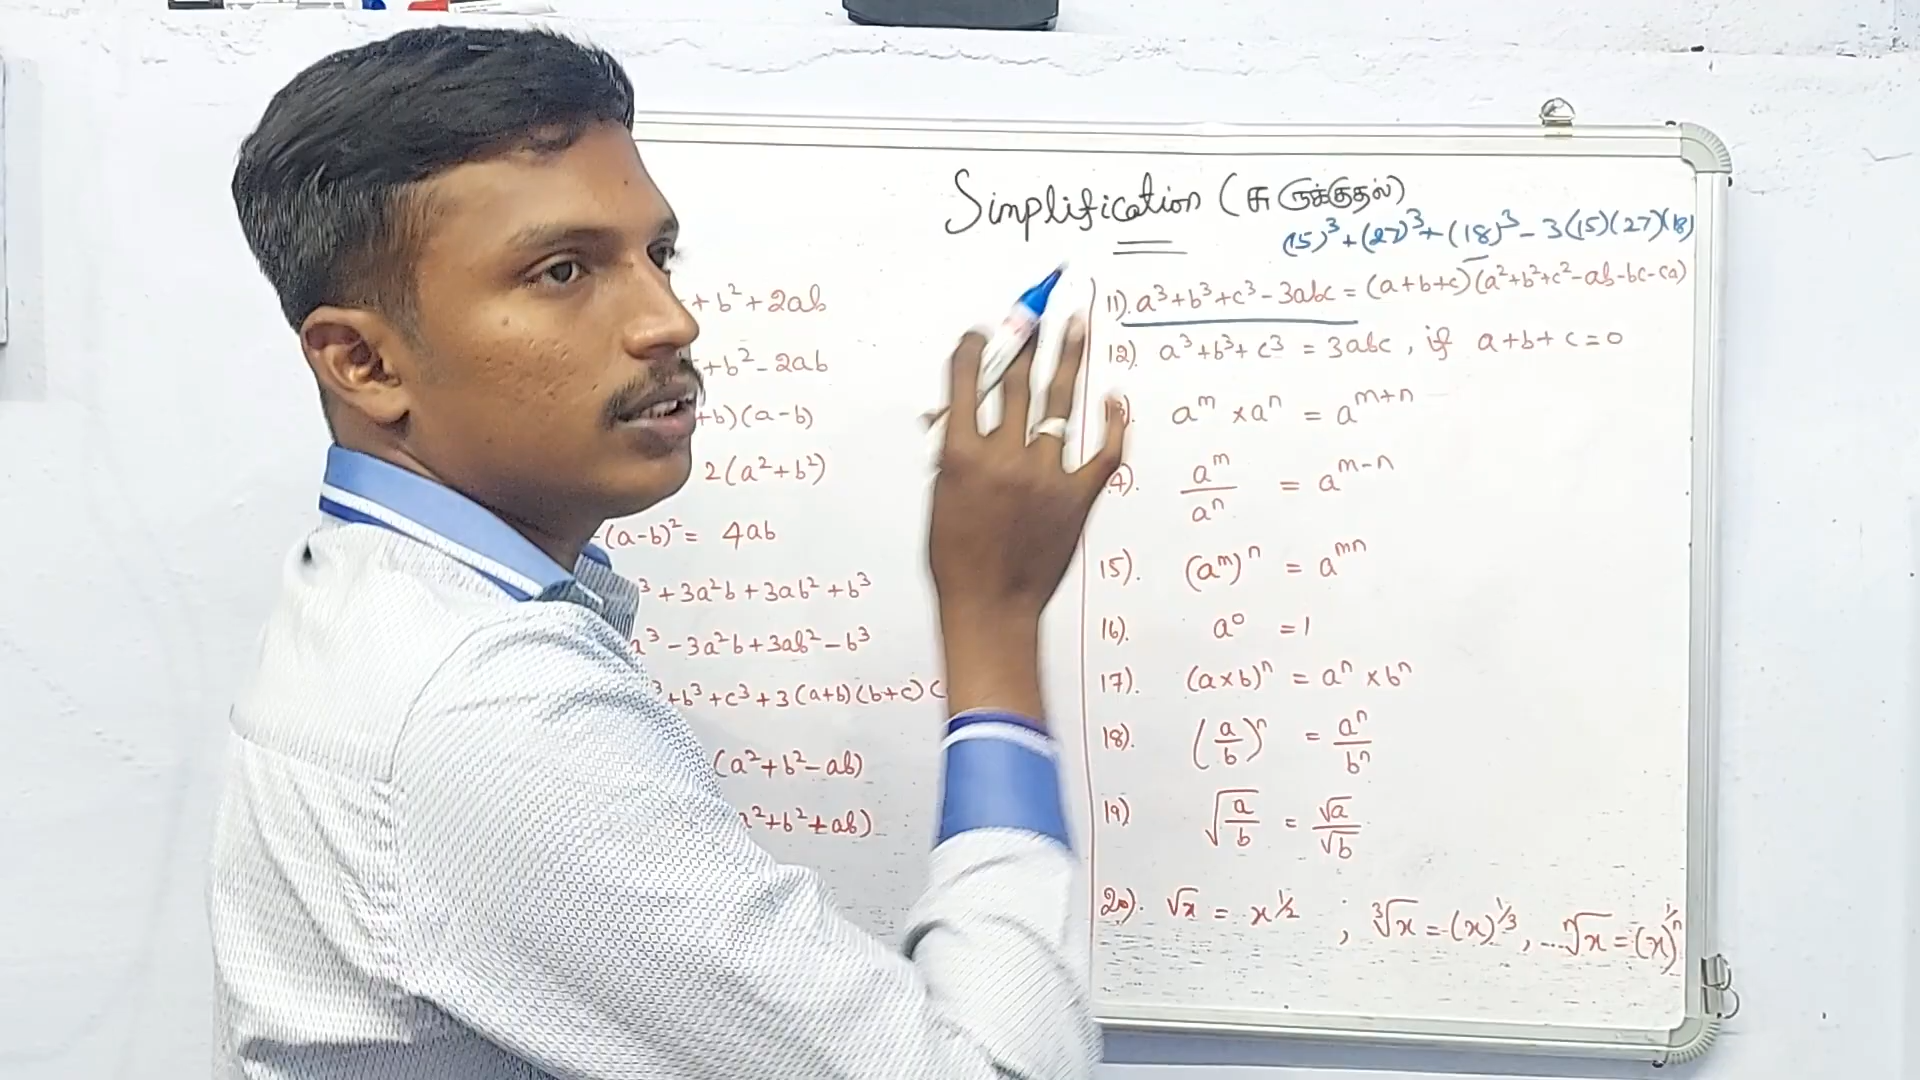 Simplification (சுருக்குதல்)
(15)³+(27)³+(18)³-3(15)(27)(18)
+b²+2ab
+b²-2ab
+b)(a-b)
2(a²+b²)
-(a-b)² = 4ab
³+3a²b+3ab²+b³
a³-3a²b+3ab²-b³
³+b³+c³+3(a+b)(b+c)(
(a²+b²-ab)
a²+b²+ab)
11). a³+b³+c³-3abc = (a+b+c)(a²+b²+c²-ab-bc-ca)
12). a³+b³+c³ = 3abc, if a+b+c=0
13). aᵐ × aⁿ = aᵐ⁺ⁿ
4). aᵐ/aⁿ = aᵐ⁻ⁿ
15). (aᵐ)ⁿ = aᵐⁿ
16). a⁰ = 1
17). (a×b)ⁿ = aⁿ × bⁿ
18). (a/b)ⁿ = aⁿ/bⁿ
19) √(a/b) = √a/√b
20). √x = x^1/2 ; ³√x = (x)^1/3, ...ⁿ√x = (x)^1/n